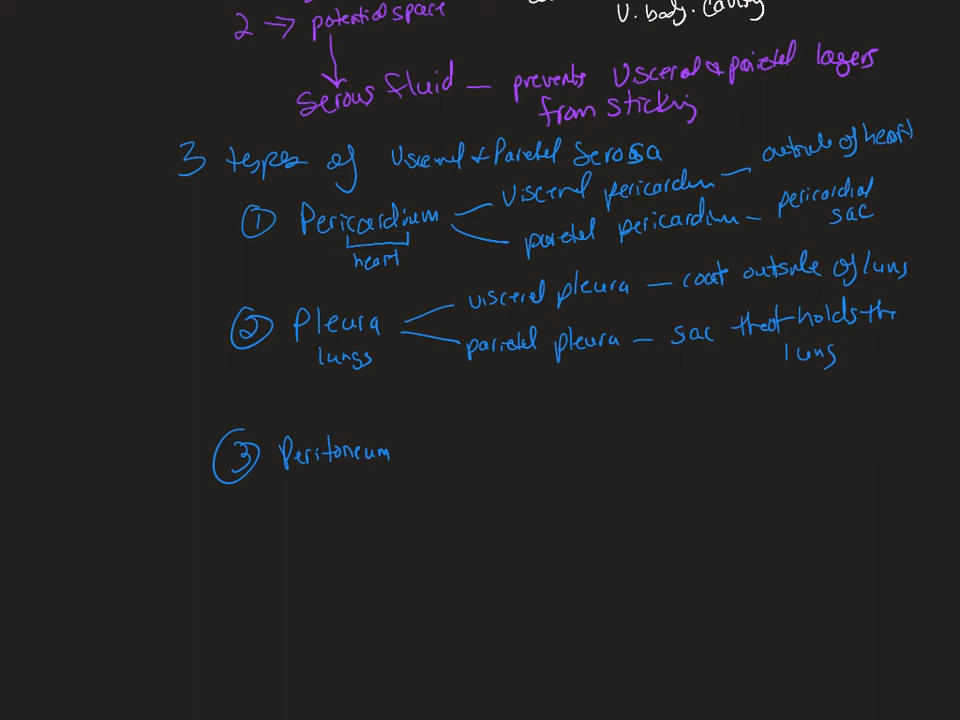 2 → potential space
V. body. cavity
Serous fluid — prevents visceral & parietal layers
from sticking
3 types of visceral & Parietal Serosa
① Pericardium
heart
visceral pericardium — outside of heart
parietal pericardium — pericardial
sac
② Pleura
lungs
visceral pleura — coat outside of lung
parietal pleura — sac that holds the
lung
③ Peritoneum